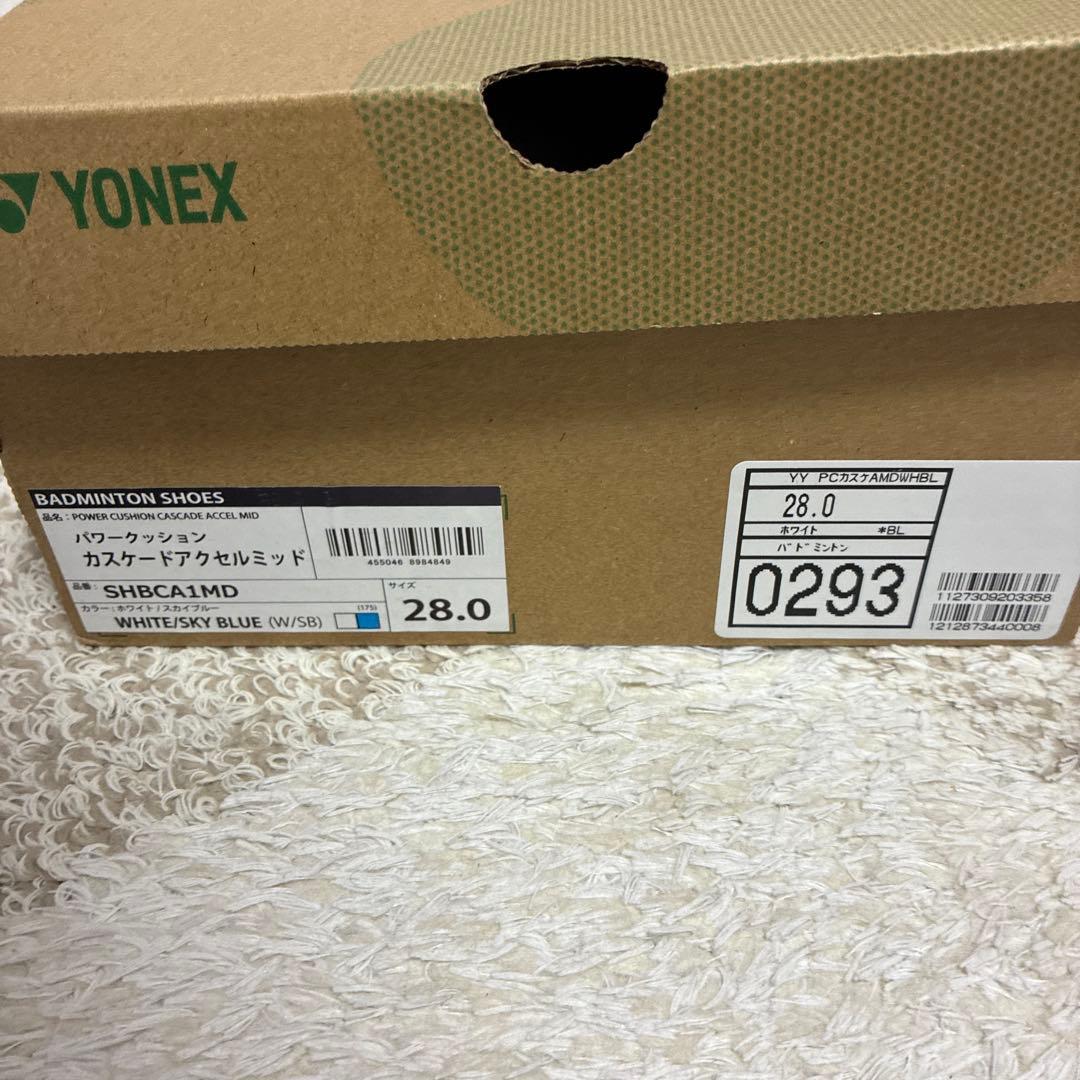 YONEX
BADMINTON SHOES
品名：POWER CUSHION CASCADE ACCEL MID
パワークッション
カスケードアクセルミッド
455046 8984849
品番：
SHBCA1MD
カラー：ホワイト / スカイブルー
(175)
WHITE/SKY BLUE (W/SB)
サイズ
28.0
YY PCカスケAMDWHBL
28.0
ホワイト *BL
バドミントン
0293
1127309203358
1212873440008